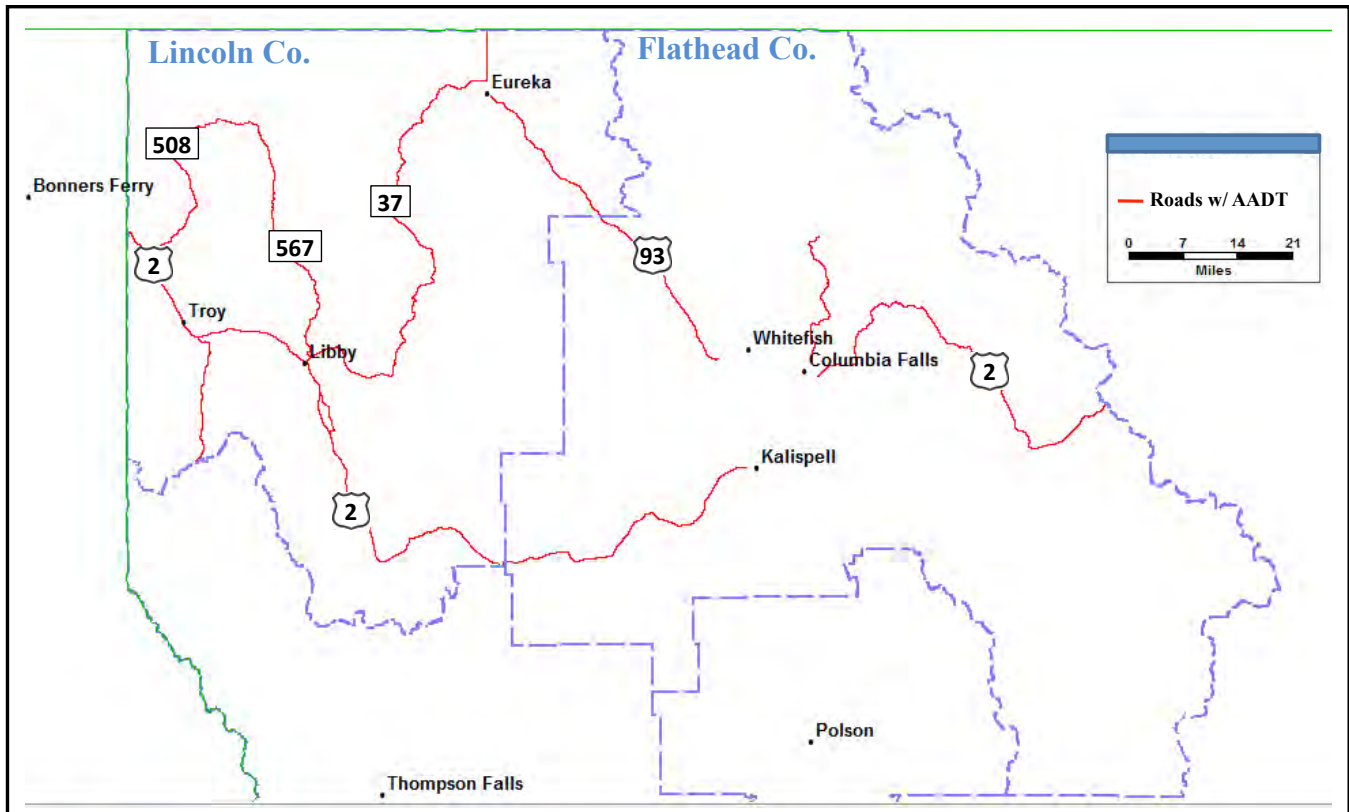 Lincoln Co.
Flathead Co.
Eureka
508
Bonners Ferry
37
Roads w/ AADT
0 7 14 21
Miles
567
93
2
Troy
Whitefish
Libby
Columbia Falls
2
Kalispell
2
Polson
Thompson Falls